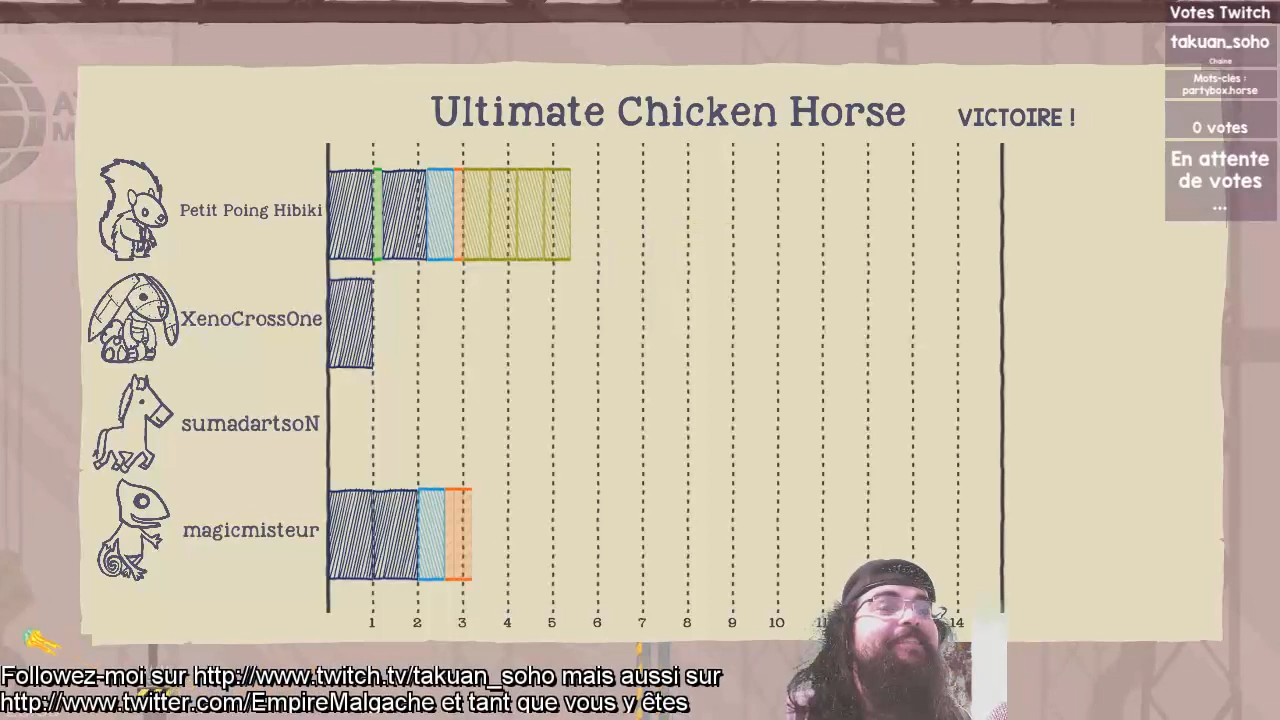 Votes Twitch
takuan_soho
Chaine
Mots-clés :
partybox.horse
0 votes
En attente
de votes
...
Ultimate Chicken Horse
VICTOIRE !
Petit Poing Hibiki
XenoCrossOne
sumadartsoN
magicmisteur
1 2 3 4 5 6 7 8 9 10 14
Followez-moi sur http://www.twitch.tv/takuan_soho mais aussi sur
http://www.twitter.com/EmpireMalgache et tant que vous y êtes